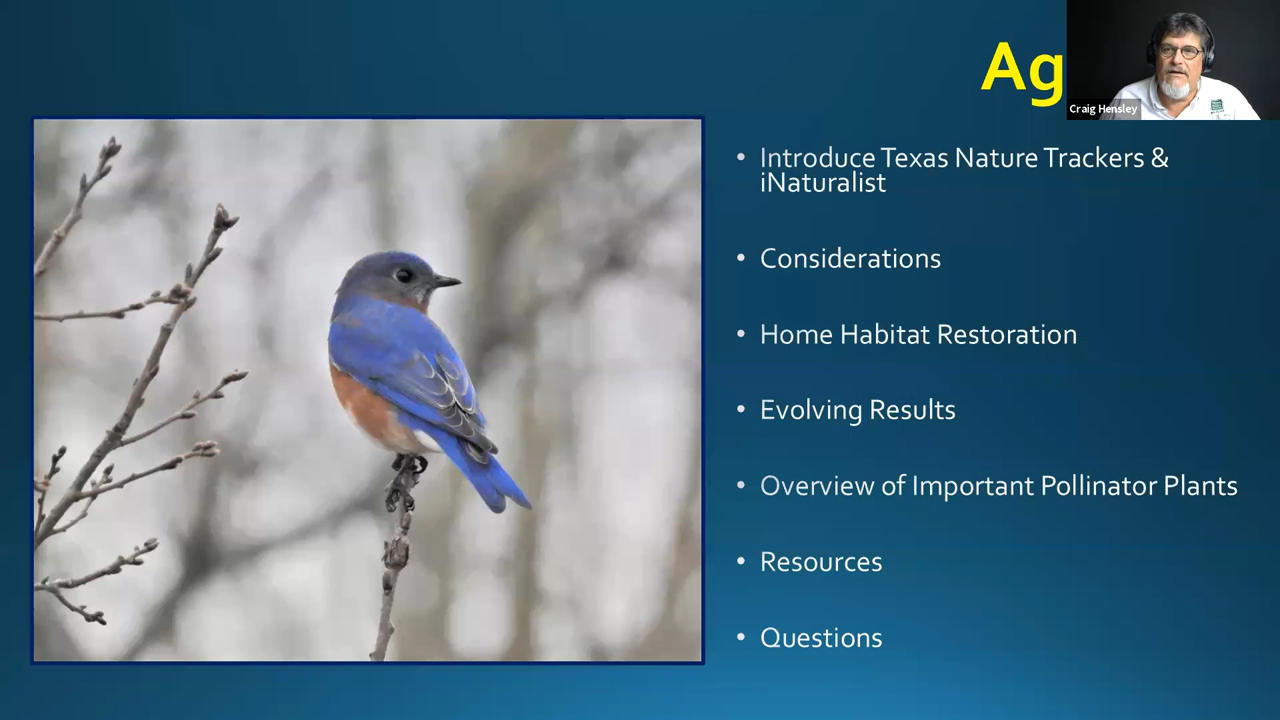 Ag
Craig Hensley
• Introduce Texas Nature Trackers &
iNaturalist
• Considerations
• Home Habitat Restoration
• Evolving Results
• Overview of Important Pollinator Plants
• Resources
• Questions